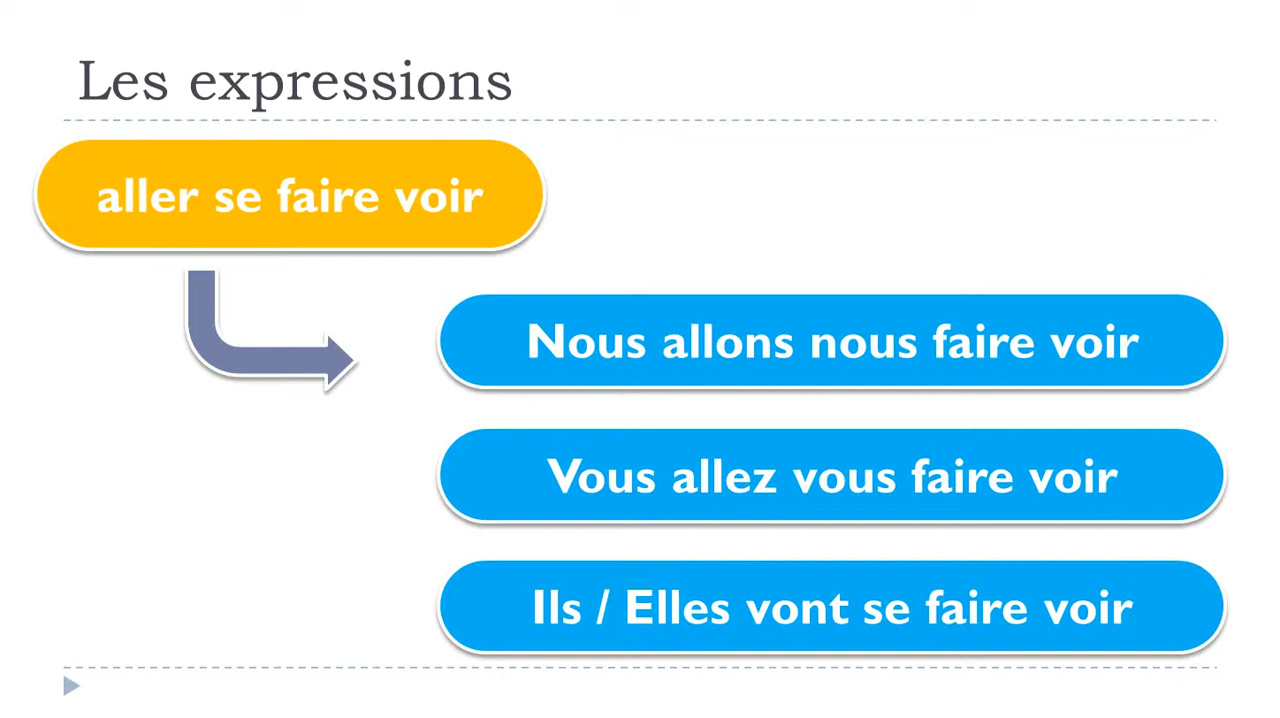 Les expressions
aller se faire voir
Nous allons nous faire voir
Vous allez vous faire voir
Ils / Elles vont se faire voir